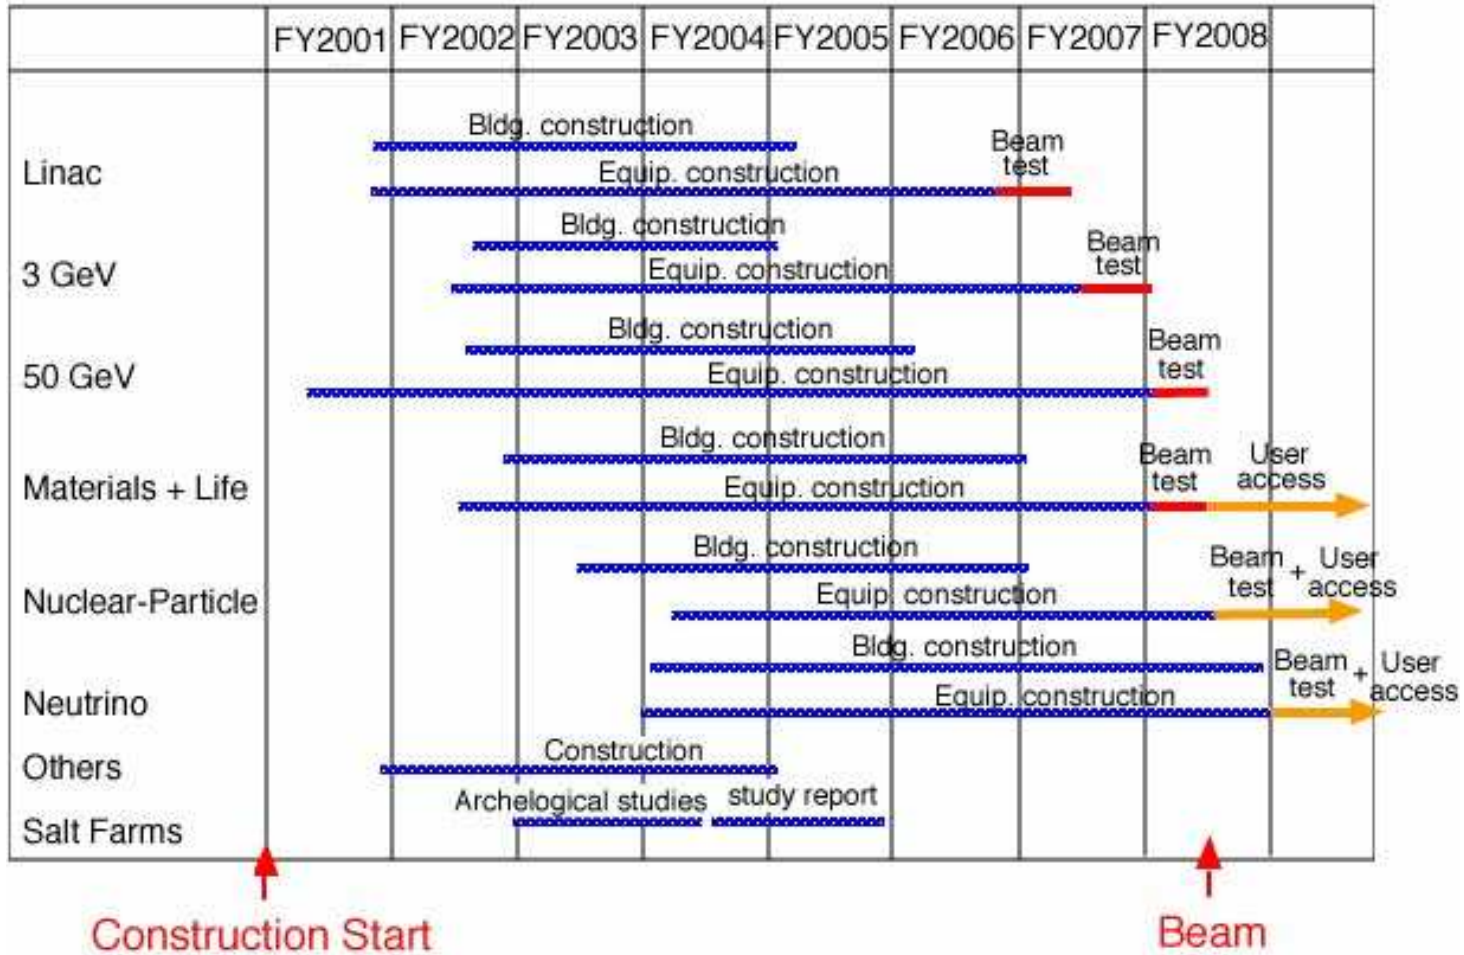 FY2001 FY2002 FY2003 FY2004 FY2005 FY2006 FY2007 FY2008
Linac
Bldg. construction
Equip. construction
Beam
test
3 GeV
Bldg. construction
Equip. construction
Beam
test
50 GeV
Bldg. construction
Equip. construction
Beam
test
Materials + Life
Bldg. construction
Equip. construction
Beam
test
User
access
Nuclear-Particle
Bldg. construction
Equip. construction
Beam
test
+
User
access
Neutrino
Bldg. construction
Equip. construction
Beam
test
+
User
access
Others
Construction
Salt Farms
Archelogical studies
study report
Construction Start
Beam